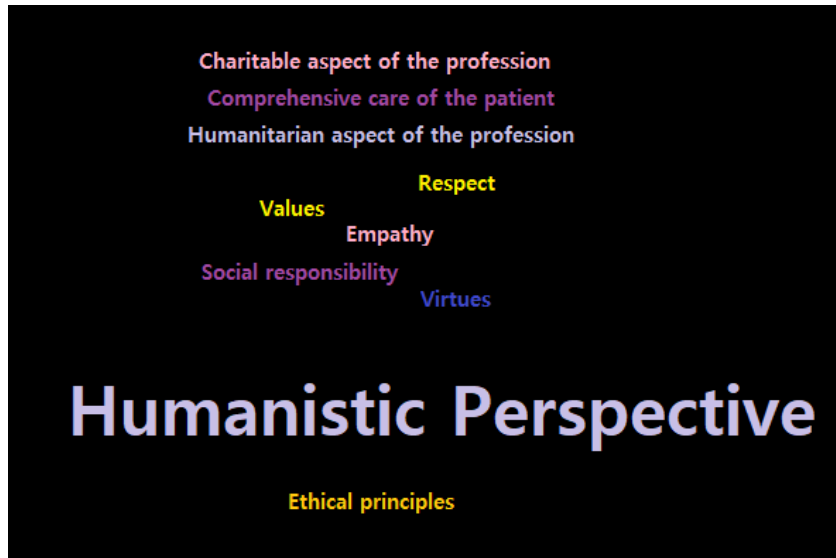 Charitable aspect of the profession
Comprehensive care of the patient
Humanitarian aspect of the profession
Respect
Values
Empathy
Social responsibility
Virtues
Humanistic Perspective
Ethical principles